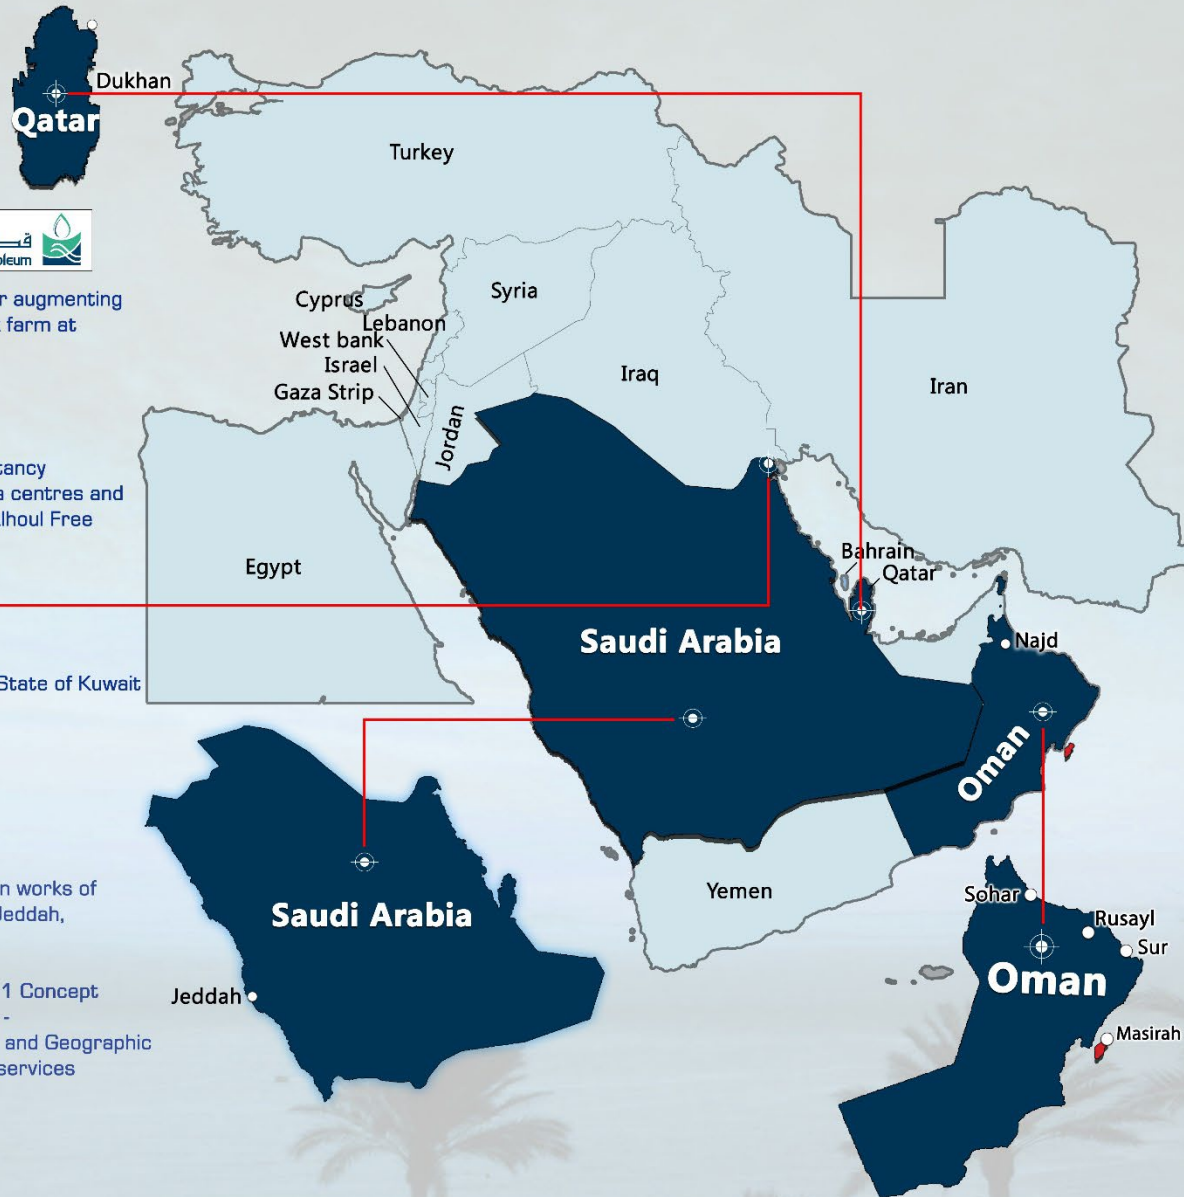 Dukhan
Qatar
Turkey
r augmenting
farm at
Cyprus
Syria
Lebanon
West bank
Israel
Gaza Strip
Iraq
Iran
Jordan
tancy
a centres and
lhoul Free
Egypt
Bahrain
Qatar
Saudi Arabia
Najd
State of Kuwait
Oman
n works of
Jeddah,
Yemen
Sohar
Rusayl
Sur
Saudi Arabia
Oman
Jeddah
1 Concept
-
and Geographic
services
Masirah